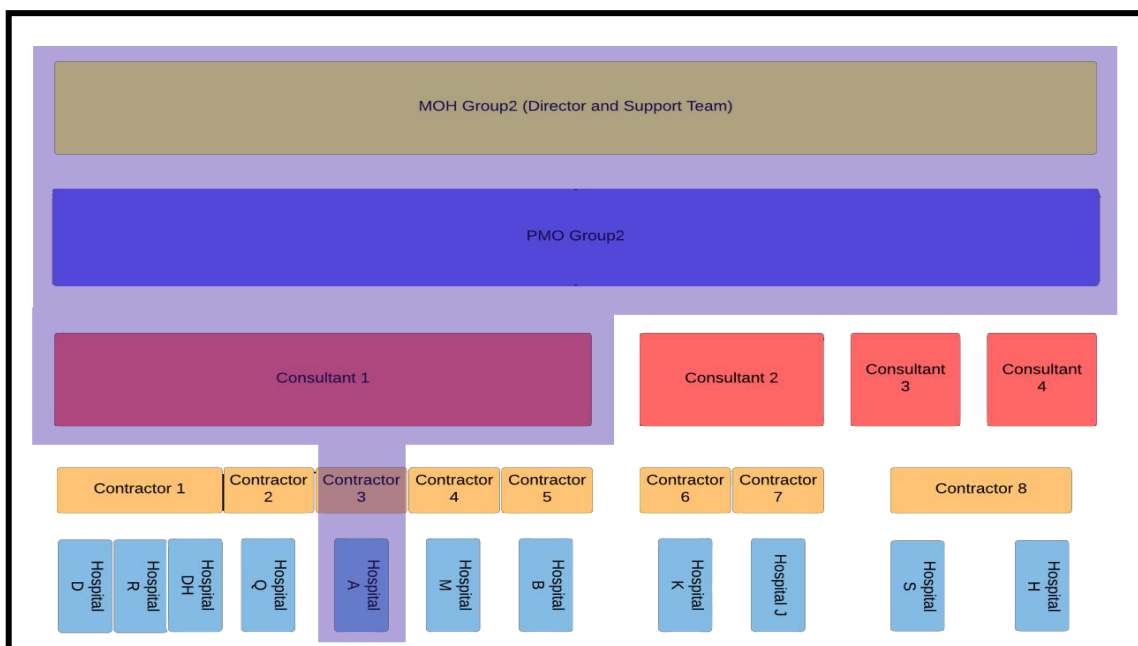 MOH Group2 (Director and Support Team)
PMO Group2
Consultant 1
Consultant 2
Consultant
3
Consultant
4
Contractor 1
Contractor
2
Contractor
3
Contractor
4
Contractor
5
Contractor
6
Contractor
7
Contractor 8
Hospital
D
Hospital
R
Hospital
DH
Hospital
Q
Hospital
A
Hospital
M
Hospital
B
Hospital
K
Hospital J
Hospital
S
Hospital
H